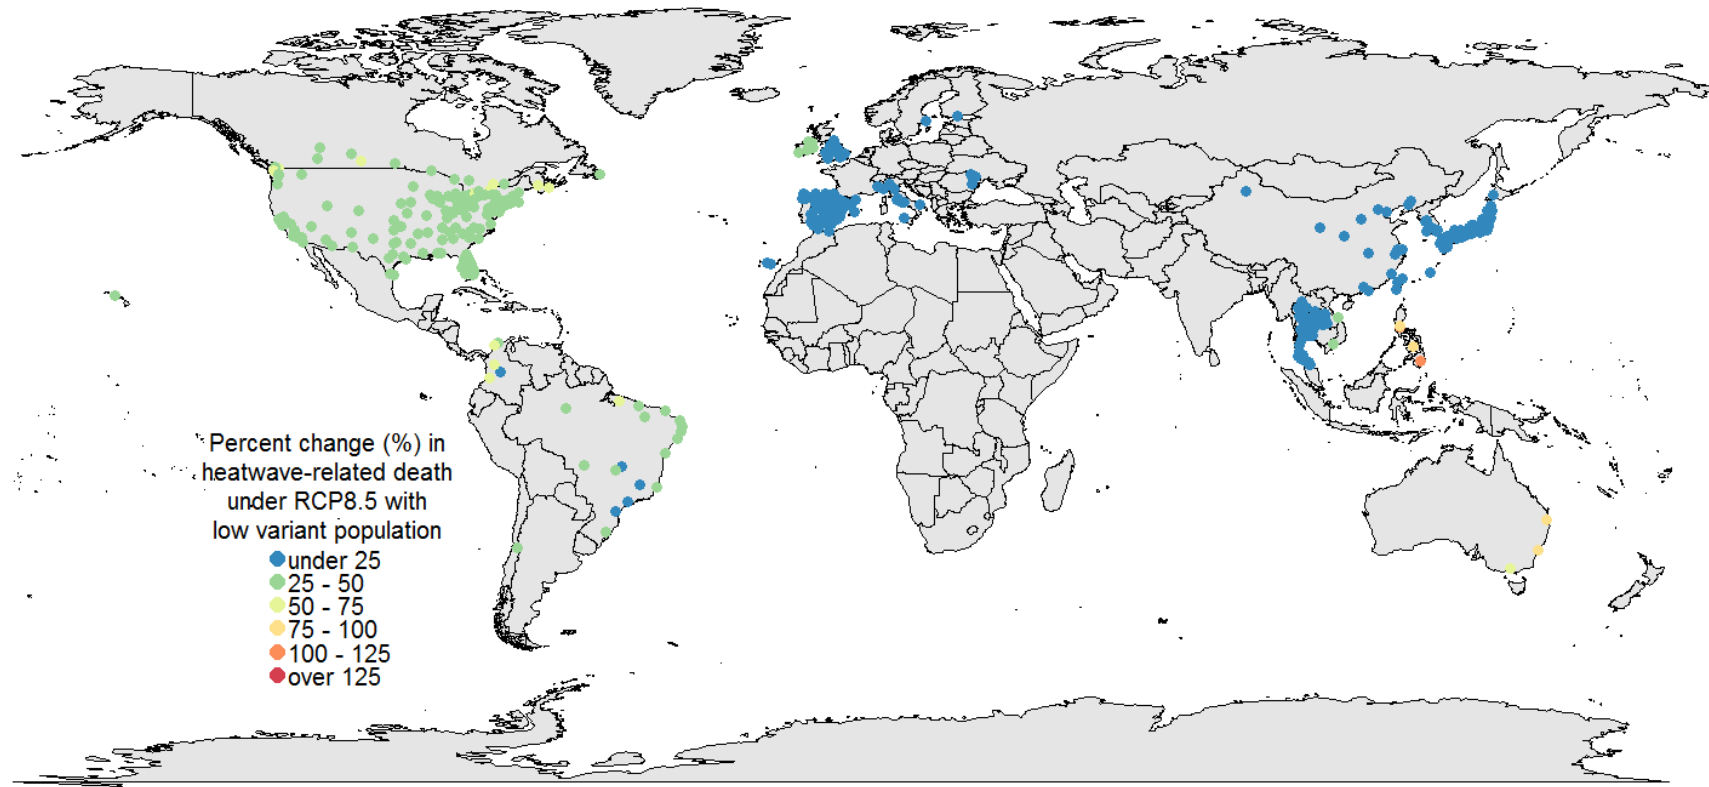 Percent change (%) in
heatwave-related death
under RCP8.5 with
low variant population
under 25
25 - 50
50 - 75
75 - 100
100 - 125
over 125